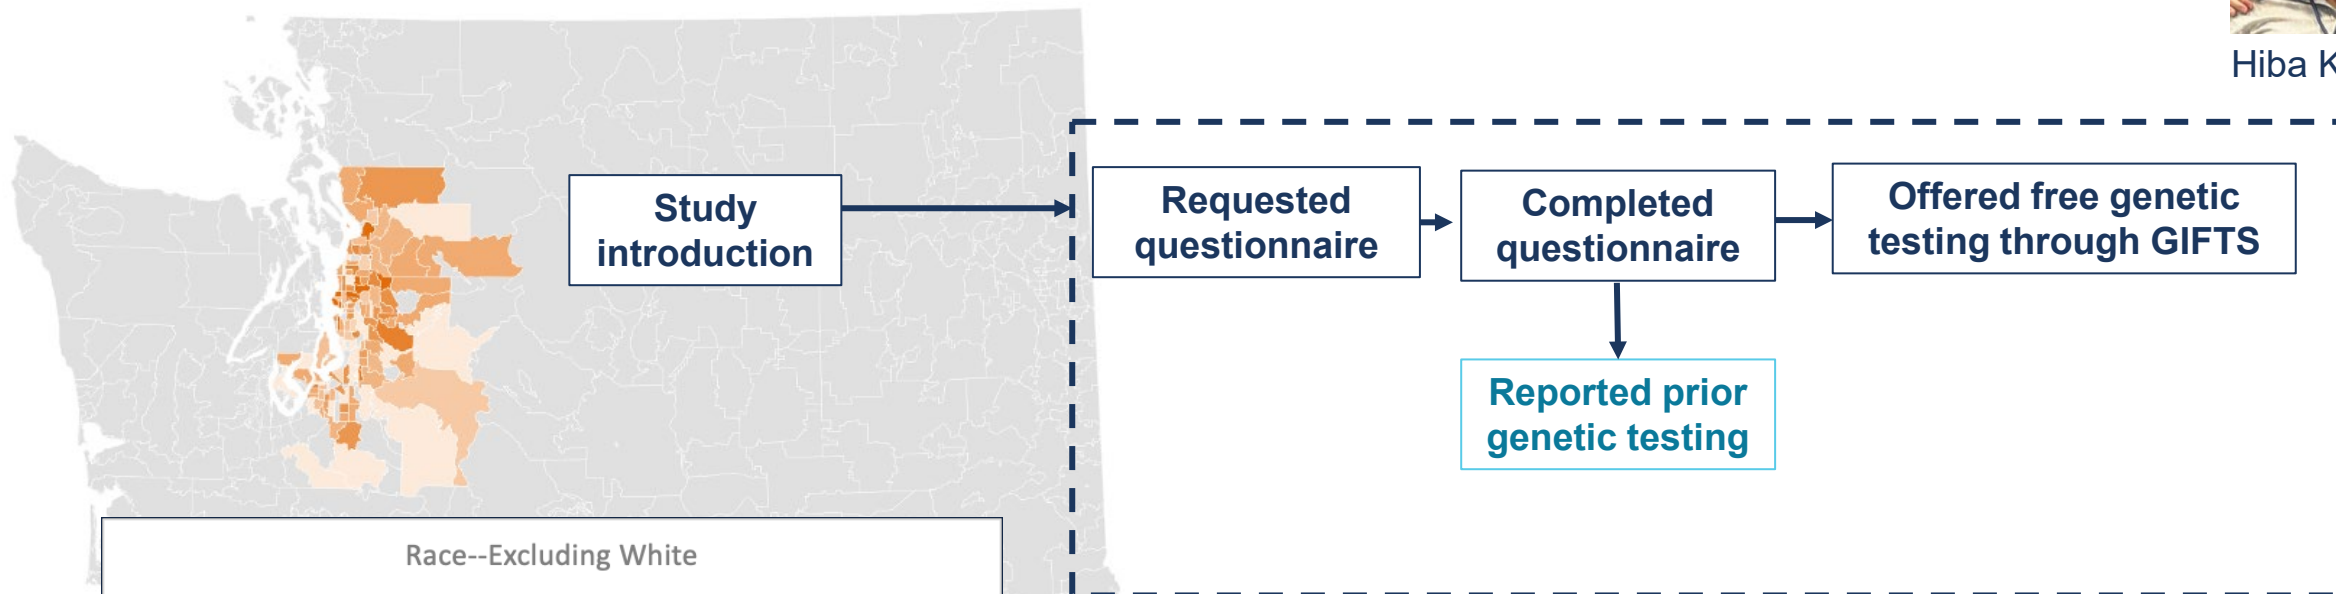 Hiba K
Study
introduction
Requested
questionnaire
Completed
questionnaire
Offered free genetic
testing through GIFTS
Reported prior
genetic testing
Race--Excluding White